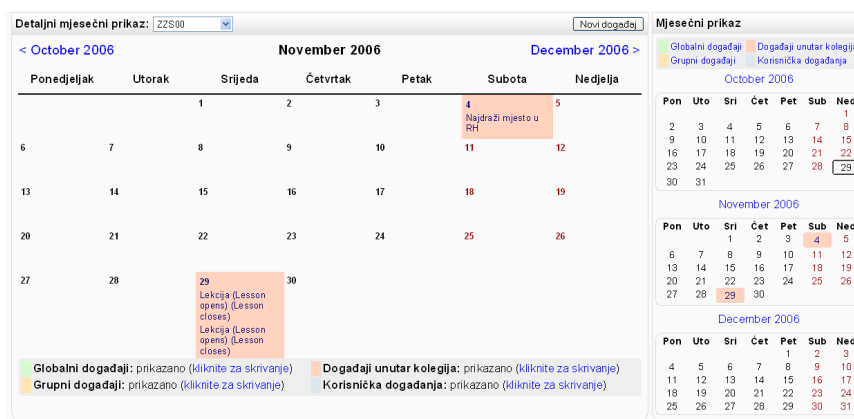 Detaljni mjesečni prikaz: ZZS00 Novi događaj
< October 2006 November 2006 December 2006 >
Ponedjeljak Utorak Srijeda Četvrtak Petak Subota Nedjelja
1 2 3 4 5
Najdraži mjesto u
RH
6 7 8 9 10 11 12
13 14 15 16 17 18 19
20 21 22 23 24 25 26
27 28 29 30
Lekcija (Lesson
opens) (Lesson
closes)
Lekcija (Lesson
opens) (Lesson
closes)
Globalni događaji: prikazano (kliknite za skrivanje) Događaji unutar kolegija: prikazano (kliknite za skrivanje)
Grupni događaji: prikazano (kliknite za skrivanje) Korisnička događanja: prikazano (kliknite za skrivanje)
Mjesečni prikaz
Globalni događaji Događaji unutar kolegija
Grupni događaji Korisnička događanja
October 2006
Pon Uto Sri Čet Pet Sub Ned
1
2 3 4 5 6 7 8
9 10 11 12 13 14 15
16 17 18 19 20 21 22
23 24 25 26 27 28 29
30 31
November 2006
Pon Uto Sri Čet Pet Sub Ned
1 2 3 4 5
6 7 8 9 10 11 12
13 14 15 16 17 18 19
20 21 22 23 24 25 26
27 28 29 30
December 2006
Pon Uto Sri Čet Pet Sub Ned
1 2 3
4 5 6 7 8 9 10
11 12 13 14 15 16 17
18 19 20 21 22 23 24
25 26 27 28 29 30 31